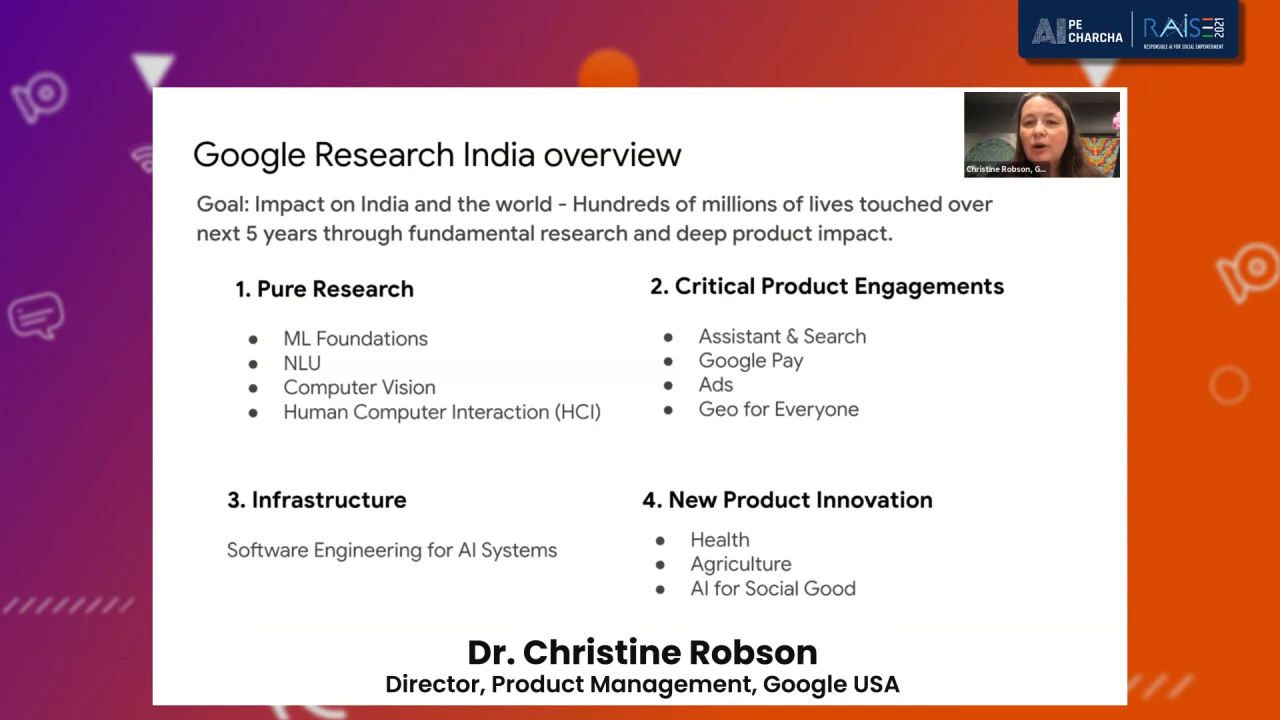 AI PE CHARCHA
RAISE 2021
RESPONSIBLE AI FOR SOCIAL EMPOWERMENT
Christine Robson, G...
Google Research India overview
Goal: Impact on India and the world - Hundreds of millions of lives touched over
next 5 years through fundamental research and deep product impact.
1. Pure Research
• ML Foundations
• NLU
• Computer Vision
• Human Computer Interaction (HCI)
2. Critical Product Engagements
• Assistant & Search
• Google Pay
• Ads
• Geo for Everyone
3. Infrastructure
Software Engineering for AI Systems
4. New Product Innovation
• Health
• Agriculture
• AI for Social Good
Dr. Christine Robson
Director, Product Management, Google USA